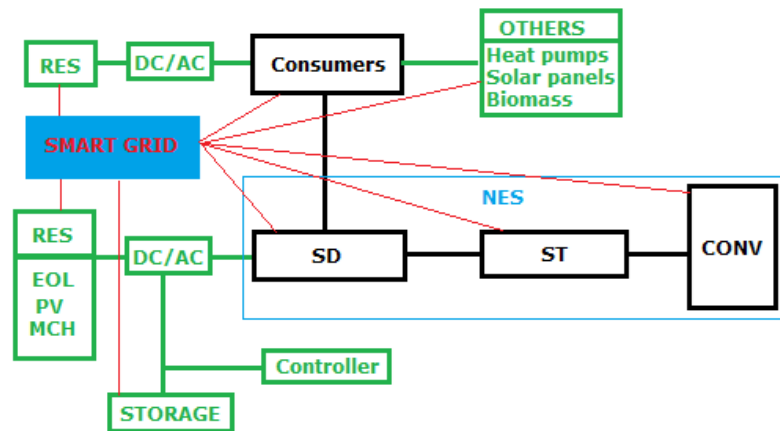 OTHERS
RES
DC/AC
Consumers
Heat pumps
Solar panels
Biomass
SMART GRID
NES
RES
DC/AC
SD
ST
CONV
EOL
PV
MCH
Controller
STORAGE